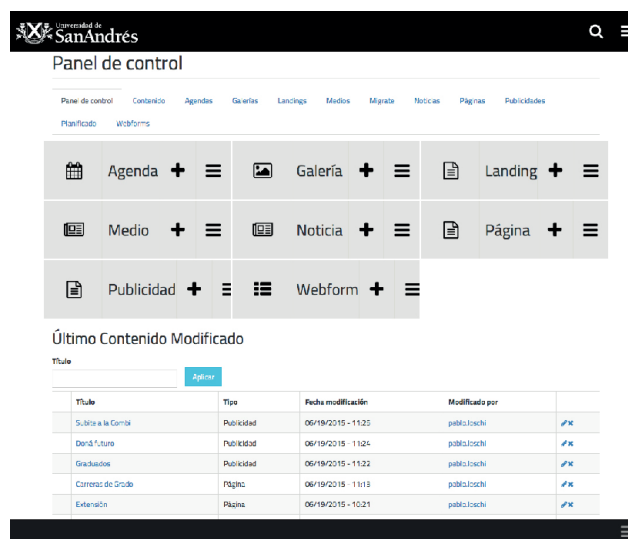 Universidad de
SanAndrés
Panel de control
Panel de control Contenido Agendas Galerías Landings Medios Migrate Noticias Páginas Publicidades
Planificado Webforms
Agenda Galería Landing
Medio Noticia Página
Publicidad Webform
Último Contenido Modificado
Título
Aplicar
Título Tipo Fecha modificación Modificado por
Subite a la Combi Publicidad 06/19/2015 - 11:25 pablo.loschi
Doná futuro Publicidad 06/19/2015 - 11:24 pablo.loschi
Graduados Publicidad 06/19/2015 - 11:22 pablo.loschi
Carreras de Grado Página 06/19/2015 - 11:13 pablo.loschi
Extensión Página 06/19/2015 - 10:21 pablo.loschi